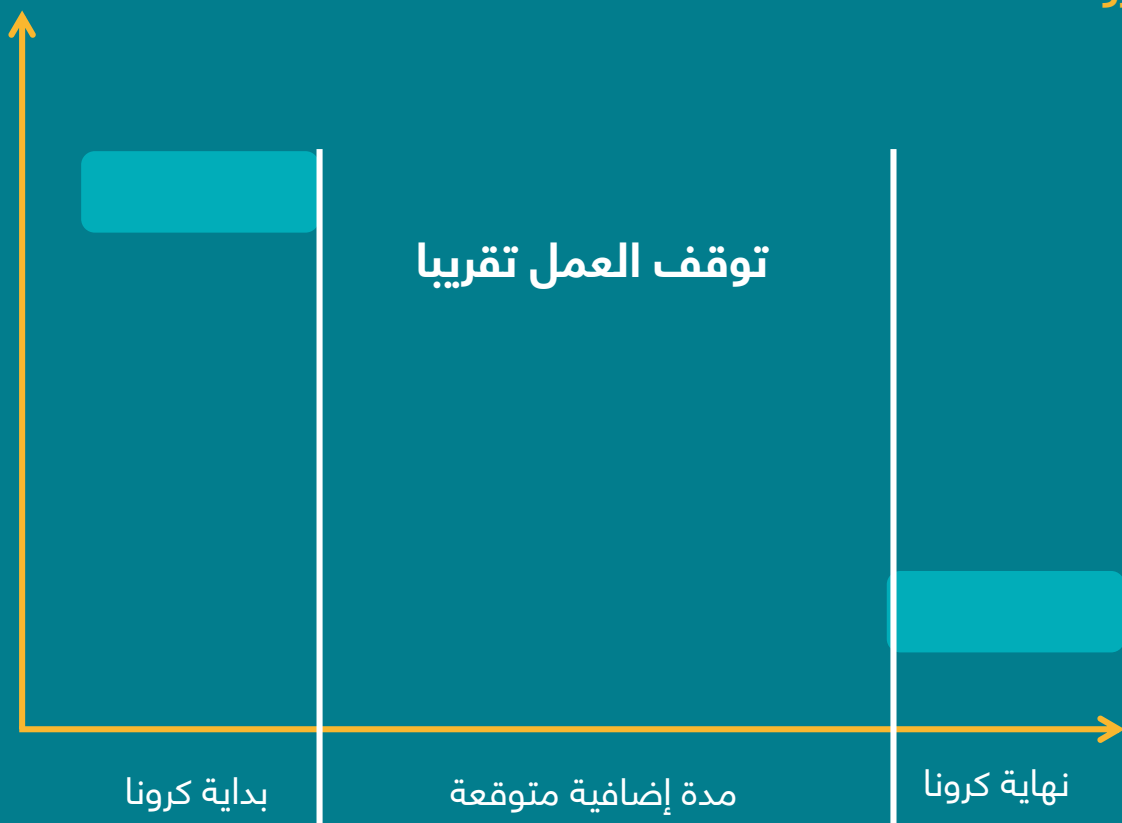 توقف العمل تقريبا
بداية كرونا
مدة إضافية متوقعة
نهاية كرونا